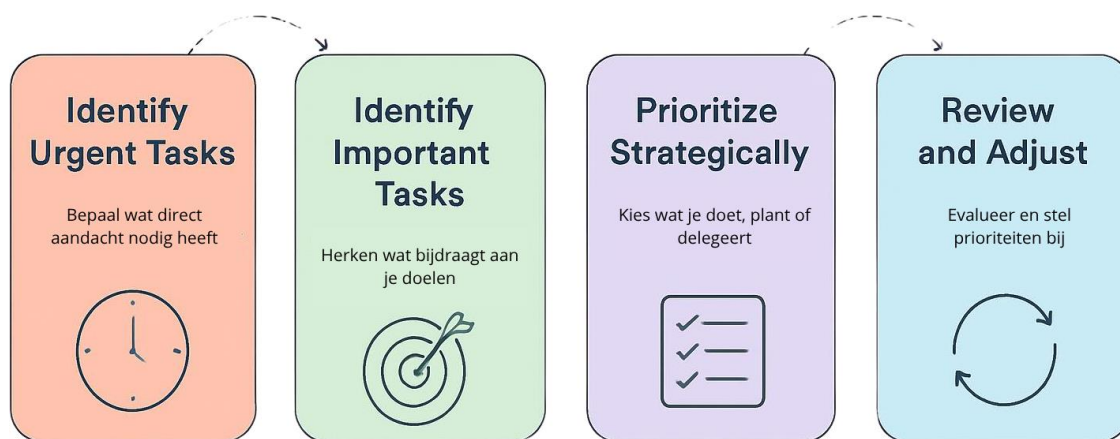 Identify
Urgent Tasks
Bepaal wat direct
aandacht nodig heeft
Identify
Important
Tasks
Herken wat bijdraagt aan
je doelen
Prioritize
Strategically
Kies wat je doet, plant of
delegeert
Review
and Adjust
Evalueer en stel
prioriteiten bij